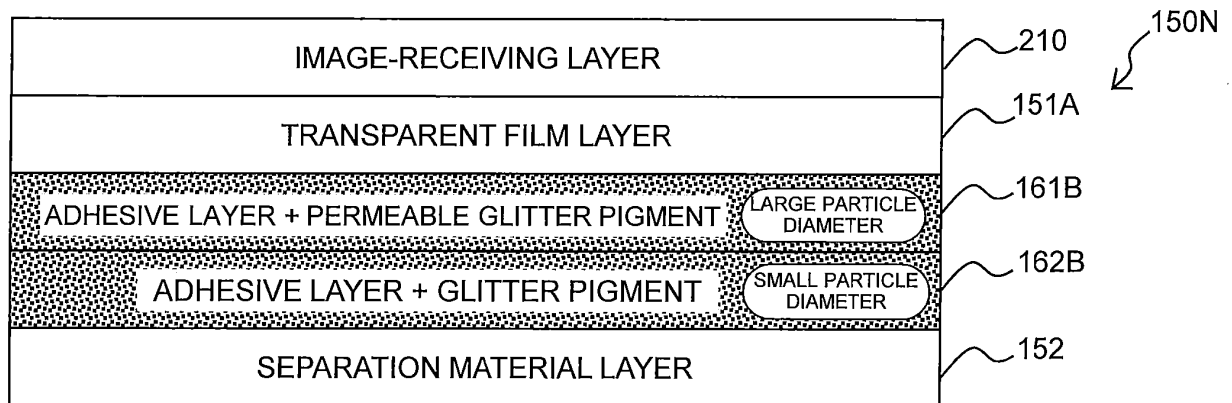 150N
IMAGE-RECEIVING LAYER
210
TRANSPARENT FILM LAYER
151A
ADHESIVE LAYER + PERMEABLE GLITTER PIGMENT
LARGE PARTICLE
DIAMETER
161B
ADHESIVE LAYER + GLITTER PIGMENT
SMALL PARTICLE
DIAMETER
162B
SEPARATION MATERIAL LAYER
152